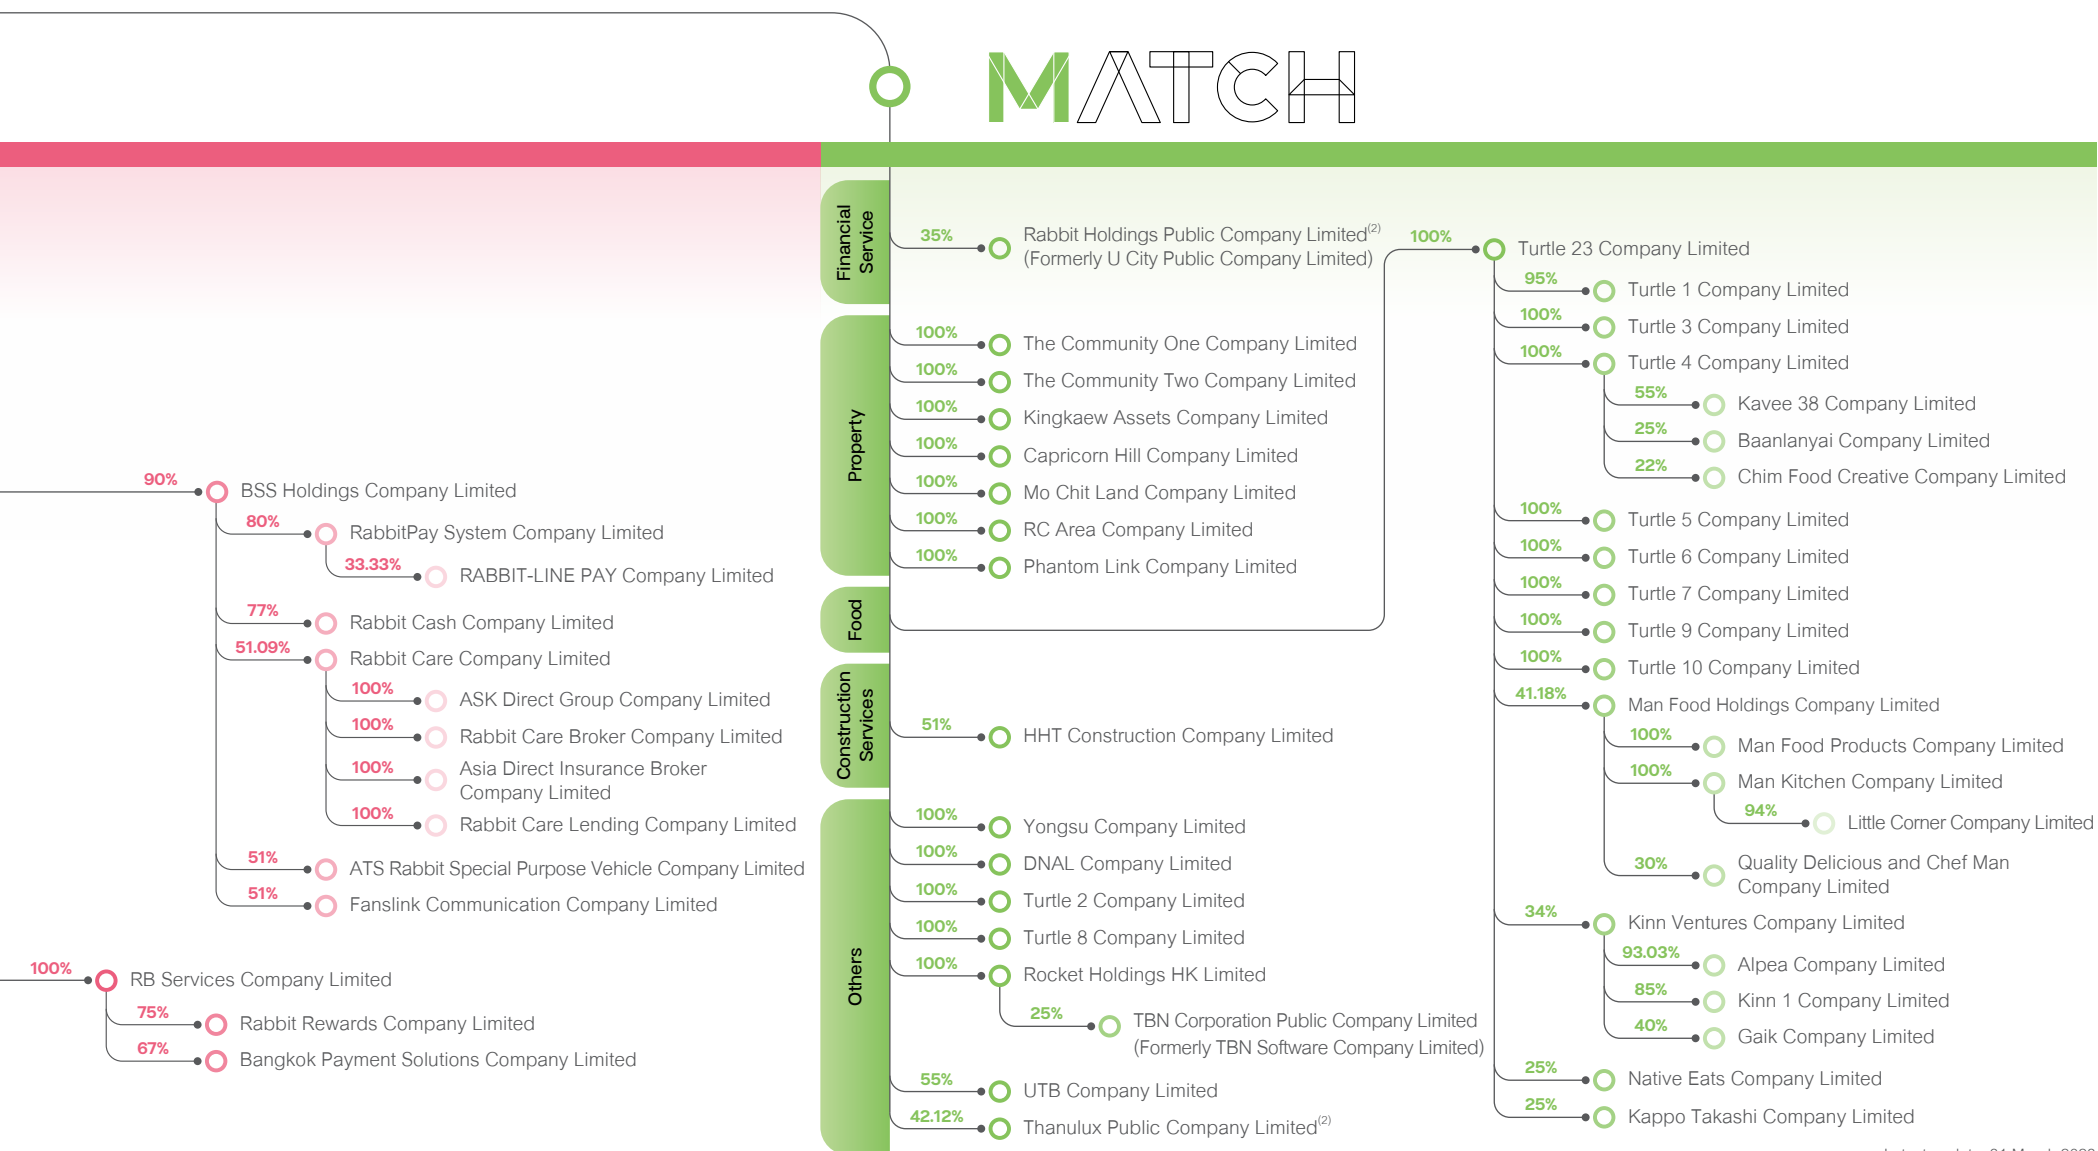 MATCH
90%
BSS Holdings Company Limited
80%
RabbitPay System Company Limited
33.33%
RABBIT-LINE PAY Company Limited
77%
Rabbit Cash Company Limited
51.09%
Rabbit Care Company Limited
100%
ASK Direct Group Company Limited
100%
Rabbit Care Broker Company Limited
100%
Asia Direct Insurance Broker
Company Limited
100%
Rabbit Care Lending Company Limited
51%
ATS Rabbit Special Purpose Vehicle Company Limited
51%
Fanslink Communication Company Limited
100%
RB Services Company Limited
75%
Rabbit Rewards Company Limited
67%
Bangkok Payment Solutions Company Limited
Financial
Service
35%
Rabbit Holdings Public Company Limited(2)
(Formerly U City Public Company Limited)
Property
100%
The Community One Company Limited
100%
The Community Two Company Limited
100%
Kingkaew Assets Company Limited
100%
Capricorn Hill Company Limited
100%
Mo Chit Land Company Limited
100%
RC Area Company Limited
100%
Phantom Link Company Limited
Food
100%
Turtle 23 Company Limited
95%
Turtle 1 Company Limited
100%
Turtle 3 Company Limited
100%
Turtle 4 Company Limited
55%
Kavee 38 Company Limited
25%
Baanlanyai Company Limited
22%
Chim Food Creative Company Limited
100%
Turtle 5 Company Limited
100%
Turtle 6 Company Limited
100%
Turtle 7 Company Limited
100%
Turtle 9 Company Limited
100%
Turtle 10 Company Limited
41.18%
Man Food Holdings Company Limited
100%
Man Food Products Company Limited
100%
Man Kitchen Company Limited
94%
Little Corner Company Limited
30%
Quality Delicious and Chef Man
Company Limited
34%
Kinn Ventures Company Limited
93.03%
Alpea Company Limited
85%
Kinn 1 Company Limited
40%
Gaik Company Limited
25%
Native Eats Company Limited
25%
Kappo Takashi Company Limited
Construction
Services
51%
HHT Construction Company Limited
Others
100%
Yongsu Company Limited
100%
DNAL Company Limited
100%
Turtle 2 Company Limited
100%
Turtle 8 Company Limited
100%
Rocket Holdings HK Limited
25%
TBN Corporation Public Company Limited
(Formerly TBN Software Company Limited)
55%
UTB Company Limited
42.12%
Thanulux Public Company Limited(2)